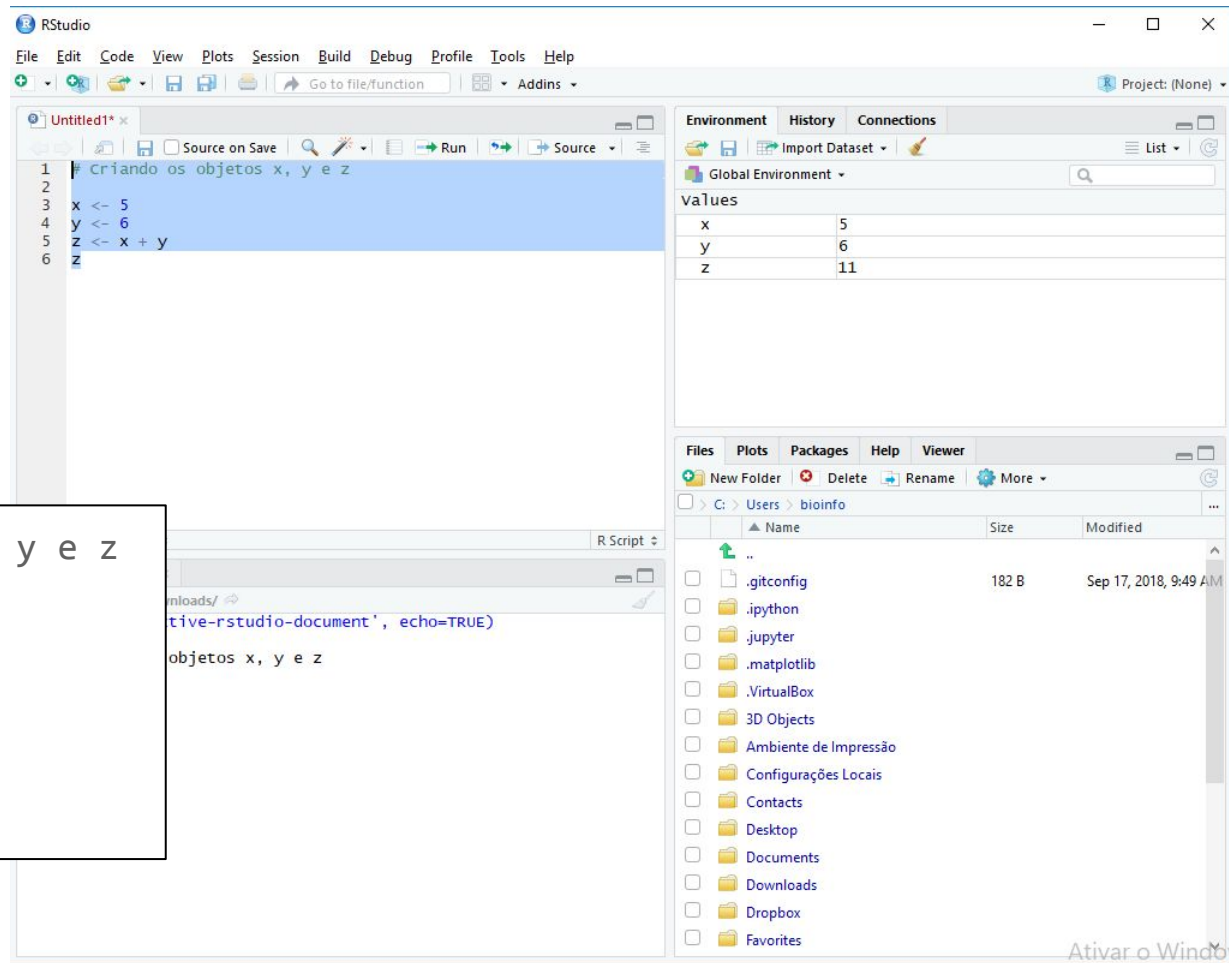 RStudio
File Edit Code View Plots Session Build Debug Profile Tools Help
Go to file/function Addins Project: (None)
Untitled1*
Source on Save Run Source
1 # Criando os objetos x, y e z
2
3 x <- 5
4 y <- 6
5 z <- x + y
6 z
R Script
y e z
nloads/
tive-rstudio-document', echo=TRUE)
objetos x, y e z
Environment History Connections
Import Dataset List
Global Environment
Values
x 5
y 6
z 11
Files Plots Packages Help Viewer
New Folder Delete Rename More
C: > Users > bioinfo ...
Name Size Modified
..
.gitconfig 182 B Sep 17, 2018, 9:49 AM
.ipython
.jupyter
.matplotlib
.VirtualBox
3D Objects
Ambiente de Impressão
Configurações Locais
Contacts
Desktop
Documents
Downloads
Dropbox
Favorites
Ativar o Windo